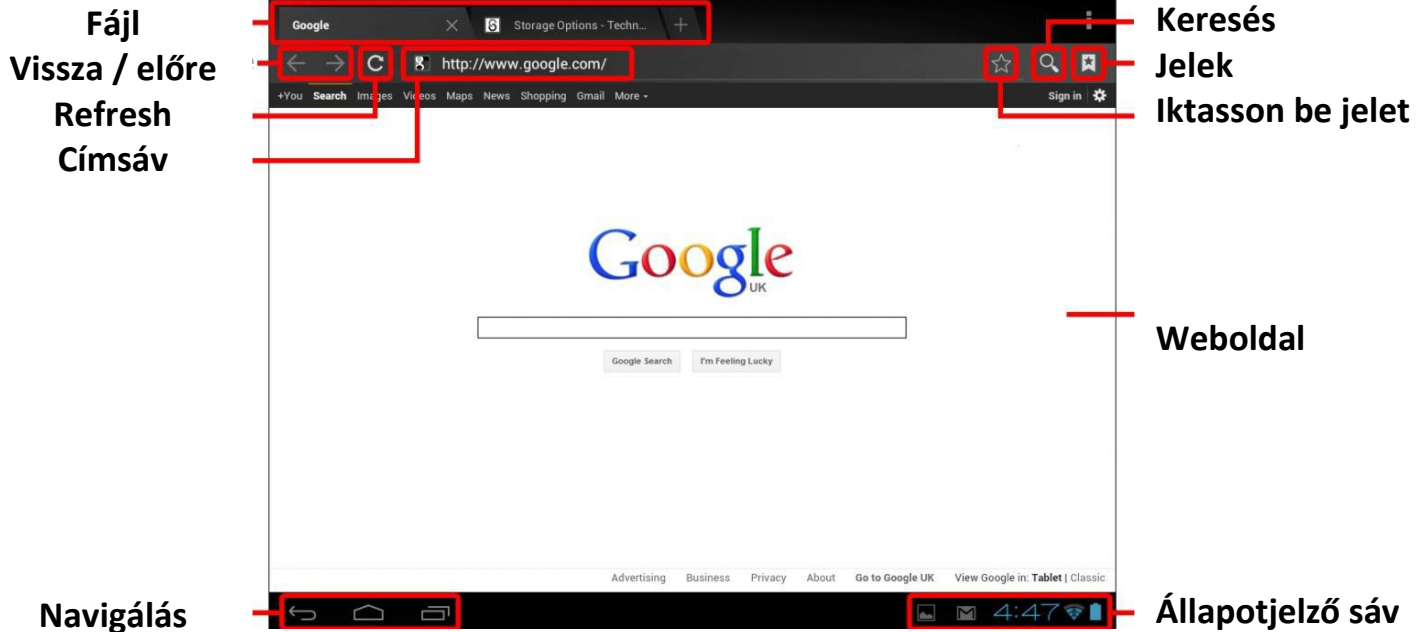 Fájl
Vissza / előre
Refresh
Címsáv
Navigálás
Google
Storage Options - Techn...
http://www.google.com/
+You Search Images Videos Maps News Shopping Gmail More
Sign in
Google
UK
Google Search
I'm Feeling Lucky
Advertising Business Privacy About Go to Google UK View Google in: Tablet | Classic
4:47
Keresés
Jelek
Iktasson be jelet
Weboldal
Állapotjelző sáv